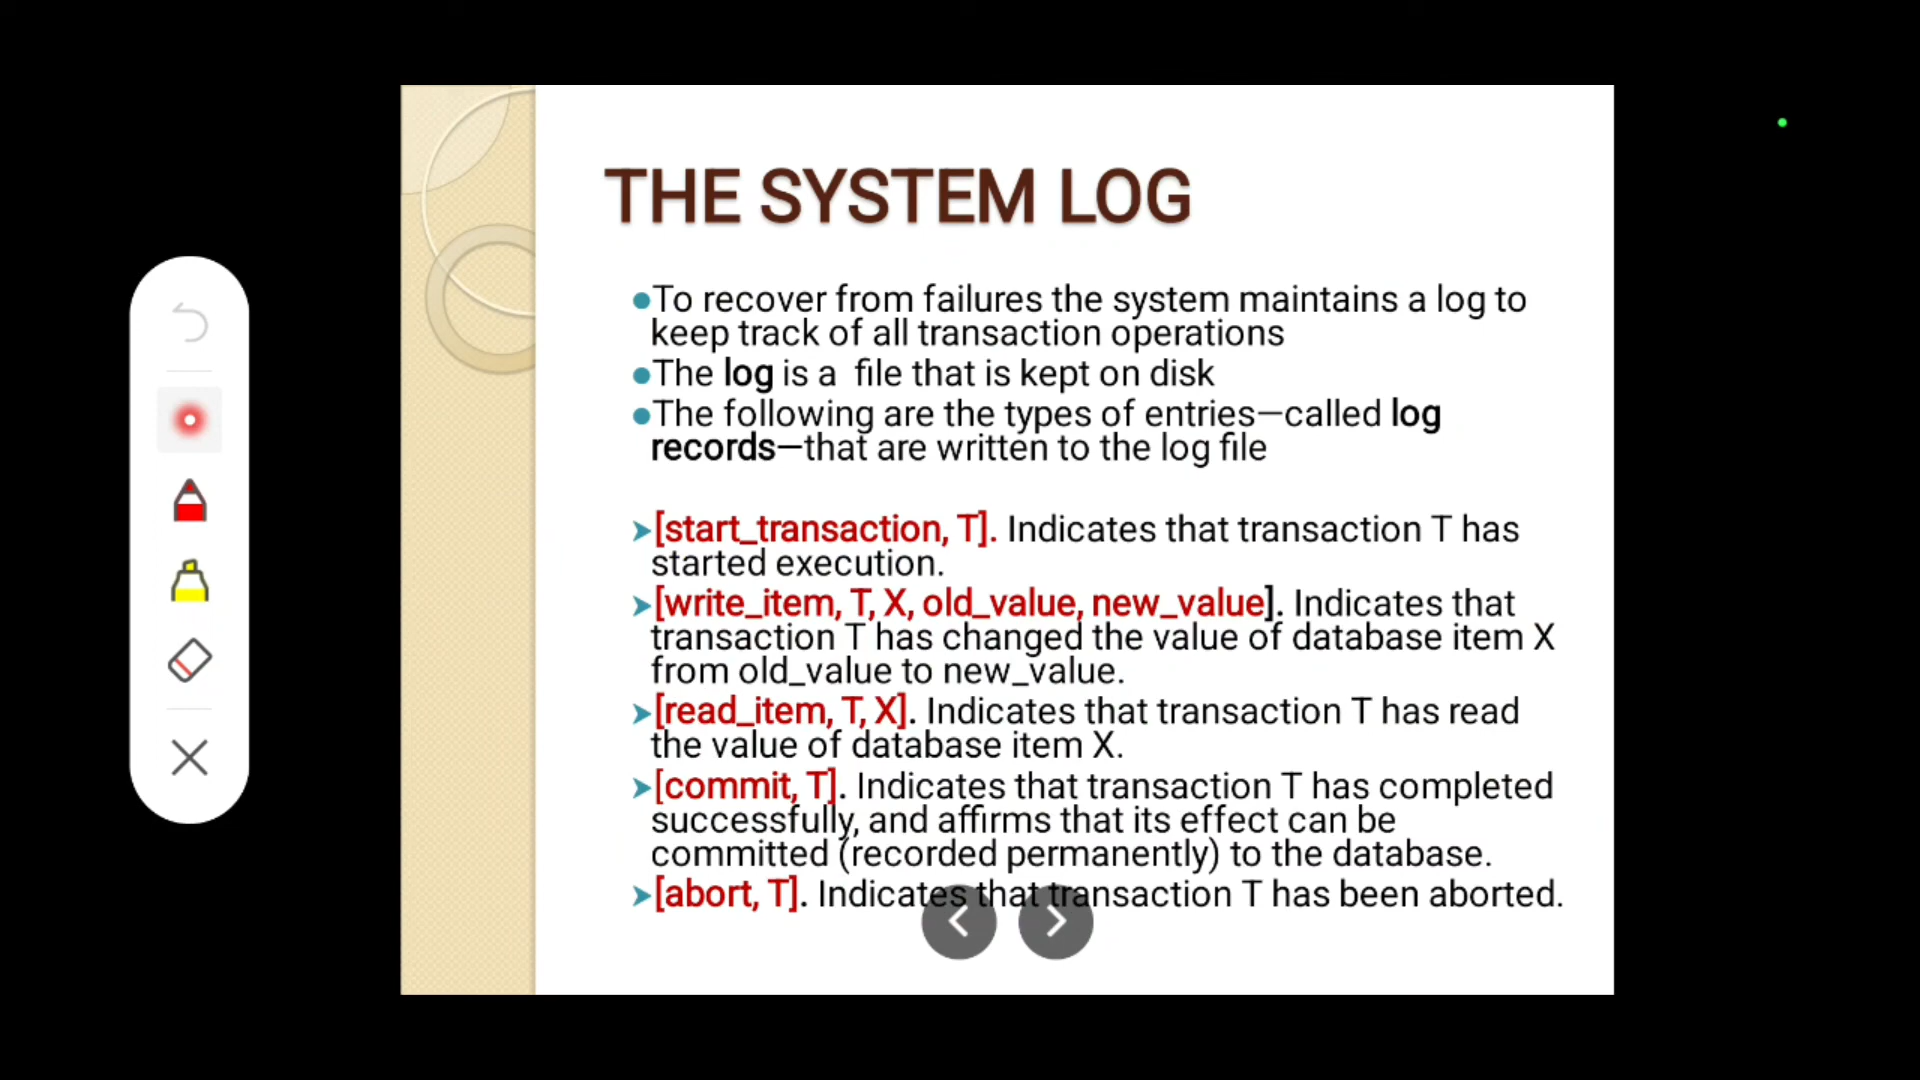 THE SYSTEM LOG
●To recover from failures the system maintains a log to
keep track of all transaction operations
●The log is a file that is kept on disk
●The following are the types of entries—called log
records—that are written to the log file
➤[start_transaction, T]. Indicates that transaction T has
started execution.
➤[write_item, T, X, old_value, new_value]. Indicates that
transaction T has changed the value of database item X
from old_value to new_value.
➤[read_item, T, X]. Indicates that transaction T has read
the value of database item X.
➤[commit, T]. Indicates that transaction T has completed
successfully, and affirms that its effect can be
committed (recorded permanently) to the database.
➤[abort, T]. Indicates that transaction T has been aborted.